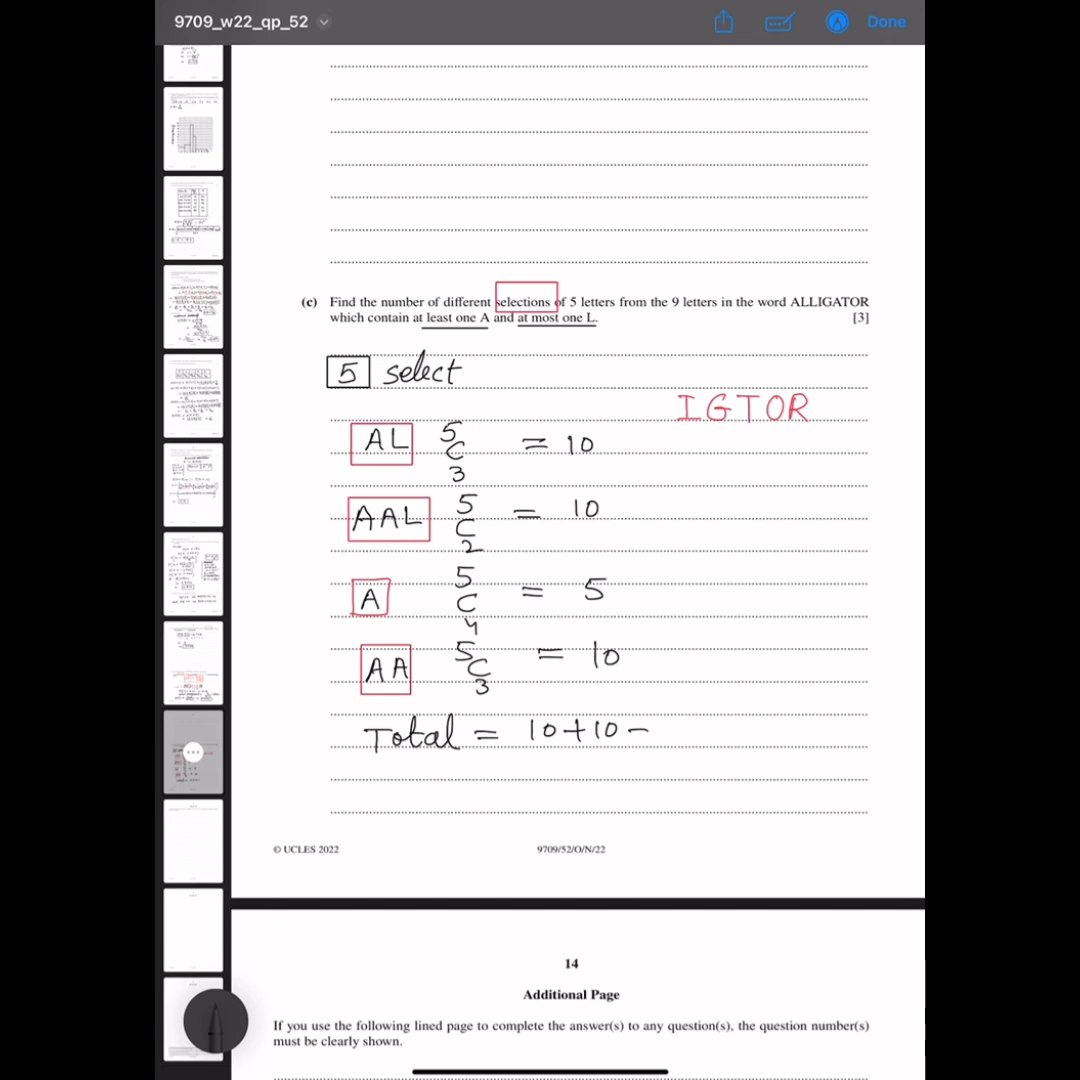 9709_w22_qp_52
Done
(c) Find the number of different selections of 5 letters from the 9 letters in the word ALLIGATOR
which contain at least one A and at most one L. [3]
5 select
IGTOR
AL 5C3 = 10
AAL 5C2 = 10
A 5C4 = 5
AA 5C3 = 10
Total = 10+10–
© UCLES 2022 9709/52/O/N/22
14
Additional Page
If you use the following lined page to complete the answer(s) to any question(s), the question number(s)
must be clearly shown.